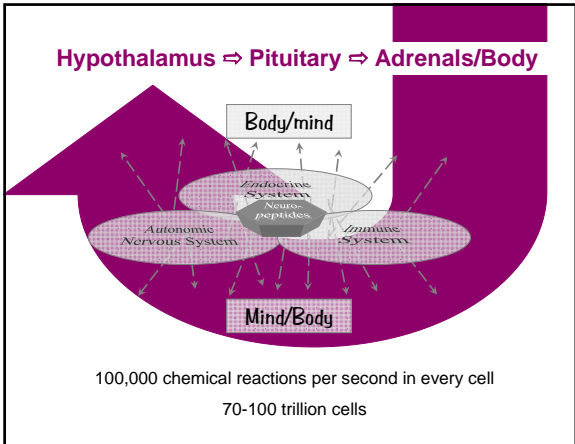 Hypothalamus ⇨ Pituitary ⇨ Adrenals/Body
Body/mind
Endocrine
System
Neuro-
peptides
Autonomic
Nervous System
Immune
System
Mind/Body
100,000 chemical reactions per second in every cell
70-100 trillion cells